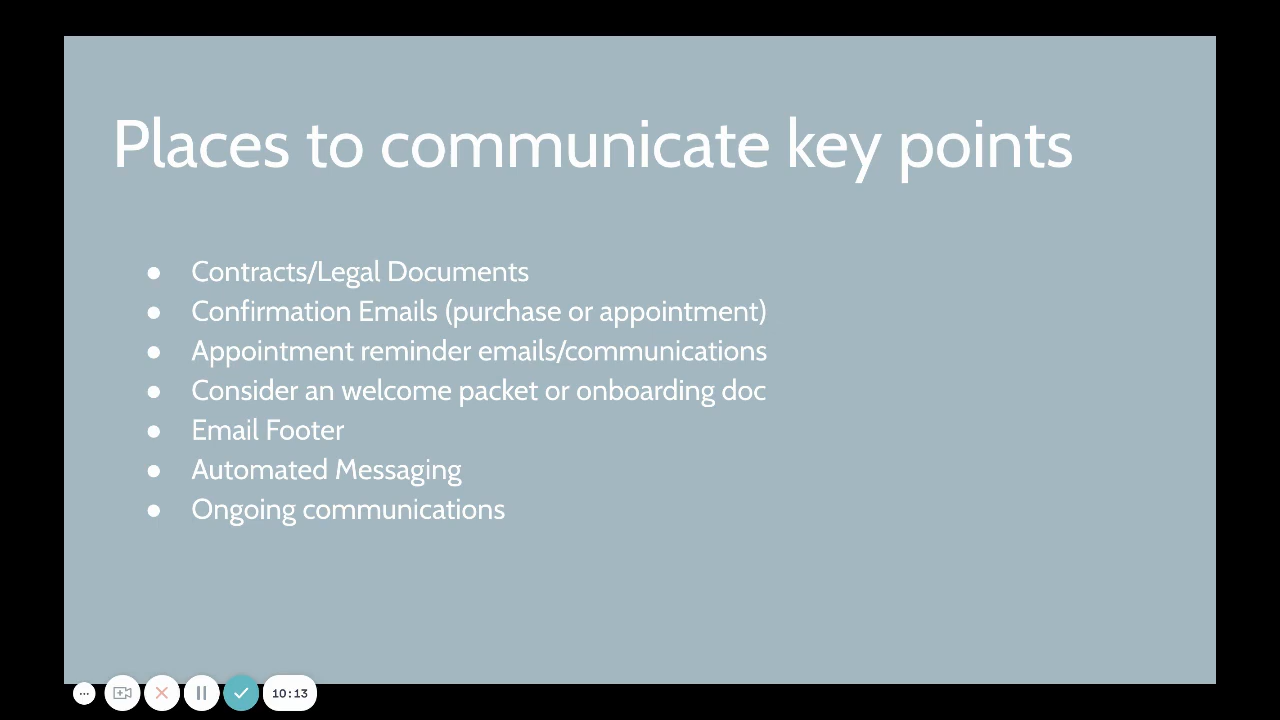 Places to communicate key points
● Contracts/Legal Documents
● Confirmation Emails (purchase or appointment)
● Appointment reminder emails/communications
● Consider an welcome packet or onboarding doc
● Email Footer
● Automated Messaging
● Ongoing communications
10:13